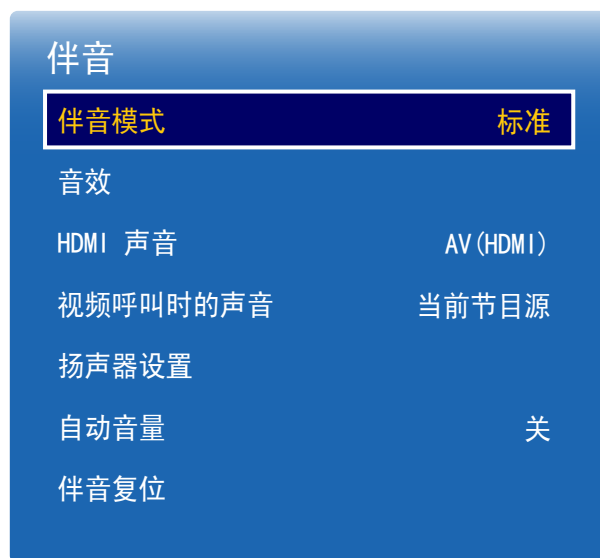 伴音
伴音模式 标准
音效
HDMI 声音 AV(HDMI)
视频呼叫时的声音 当前节目源
扬声器设置
自动音量 关
伴音复位